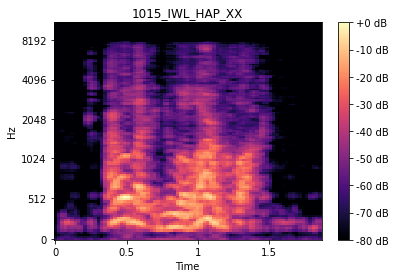 1015_IWL_HAP_XX
+0 dB
8192
-10 dB
4096
-20 dB
-30 dB
2048
Hz
-40 dB
1024
-50 dB
512
-60 dB
-70 dB
0
-80 dB
0
0.5
1
1.5
Time